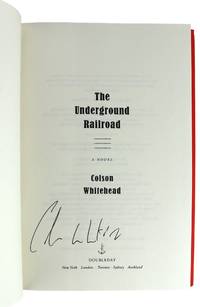 The
Underground
Railroad
A NOVEL
Colson
Whitehead
DOUBLEDAY
New York London Toronto Sydney Auckland